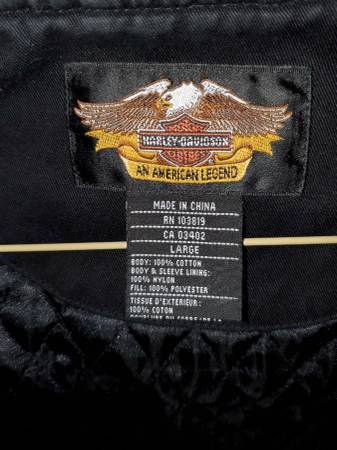 HARLEY-DAVIDSON
AN AMERICAN LEGEND
MADE IN CHINA
RN 103819
CA 03402
LARGE
BODY: 100% COTTON
BODY & SLEEVE LINING:
100% NYLON
FILL: 100% POLYESTER
TISSUE D'EXTERIEUR:
100% COTON